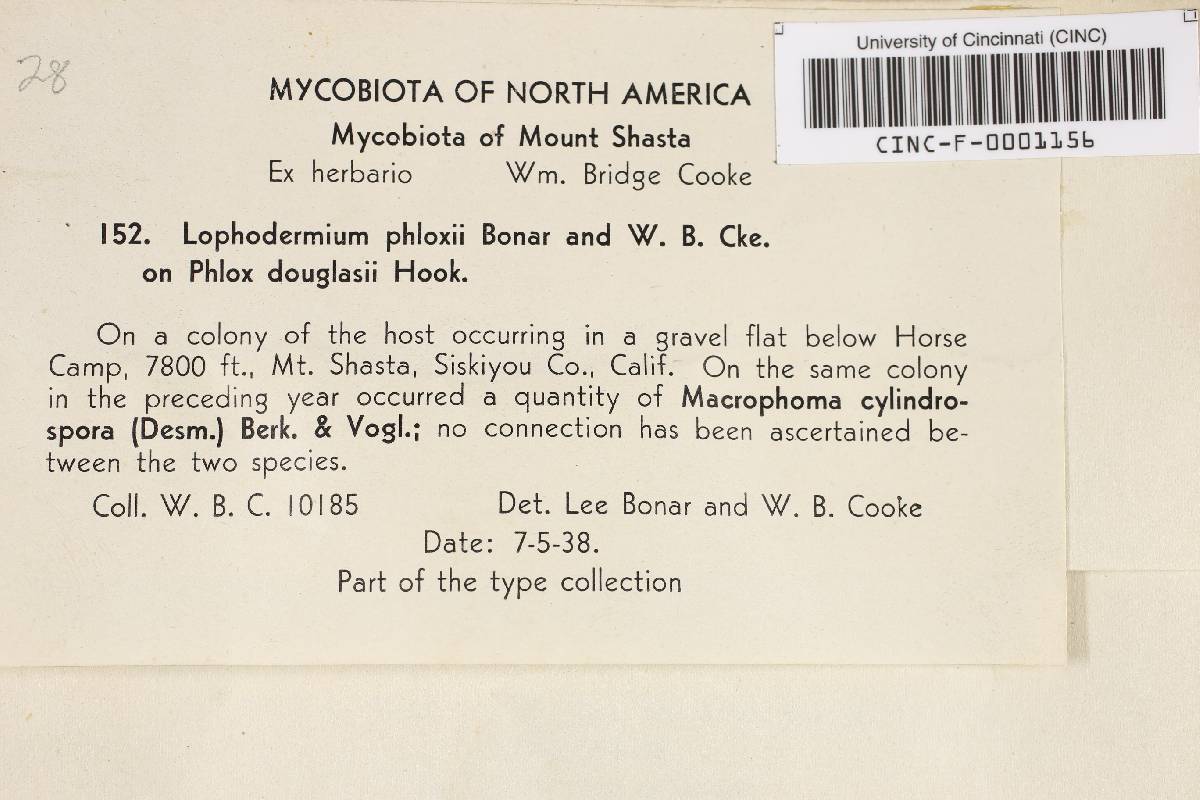 28
University of Cincinnati (CINC)
CINC-F-0001156
MYCOBIOTA OF NORTH AMERICA
Mycobiota of Mount Shasta
Ex herbario Wm. Bridge Cooke
152. Lophodermium phloxii Bonar and W. B. Cke.
on Phlox douglasii Hook.
On a colony of the host occurring in a gravel flat below Horse
Camp, 7800 ft., Mt. Shasta, Siskiyou Co., Calif. On the same colony
in the preceding year occurred a quantity of Macrophoma cylindro-
spora (Desm.) Berk. & Vogl.; no connection has been ascertained be-
tween the two species.
Coll. W. B. C. 10185 Det. Lee Bonar and W. B. Cooke
Date: 7-5-38.
Part of the type collection